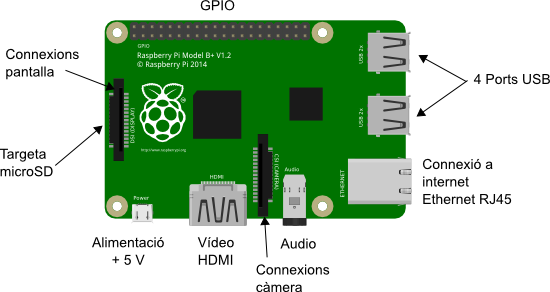 GPIO
GPIO
Raspberry Pi Model B+ V1.2
© Raspberry Pi 2014
Connexions
pantalla
USB 2x
4 Ports USB
USB 2x
DSI (DISPLAY)
http://www.raspberrypi.org
Targeta
microSD
CSI (CAMERA)
HDMI
Audio
ETHERNET
Connexió a
internet
Ethernet RJ45
Power
Alimentació
+ 5 V
Vídeo
HDMI
Audio
Connexions
càmera